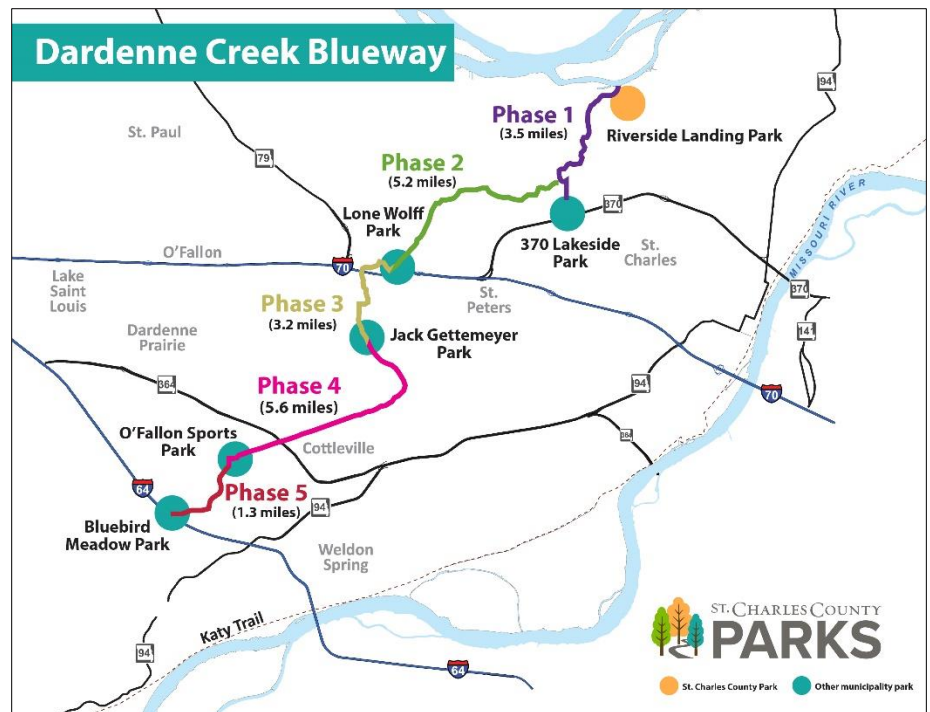 Dardenne Creek Blueway
94
Phase 1
(3.5 miles)
Riverside Landing Park
St. Paul
79
Phase 2
(5.2 miles)
Lone Wolff
Park
370
370 Lakeside
Park
St.
Charles
MISSOURI RIVER
O'Fallon
70
Lake
Saint
Louis
St.
Peters
370
Phase 3
(3.2 miles)
141
Dardenne
Prairie
Jack Gettemeyer
Park
364
Phase 4
(5.6 miles)
94
70
O'Fallon Sports
Park
Cottleville
364
64
Phase 5
(1.3 miles)
94
Bluebird
Meadow Park
Weldon
Spring
Katy Trail
94
64
ST. CHARLES COUNTY
PARKS
St. Charles County Park
Other municipality park